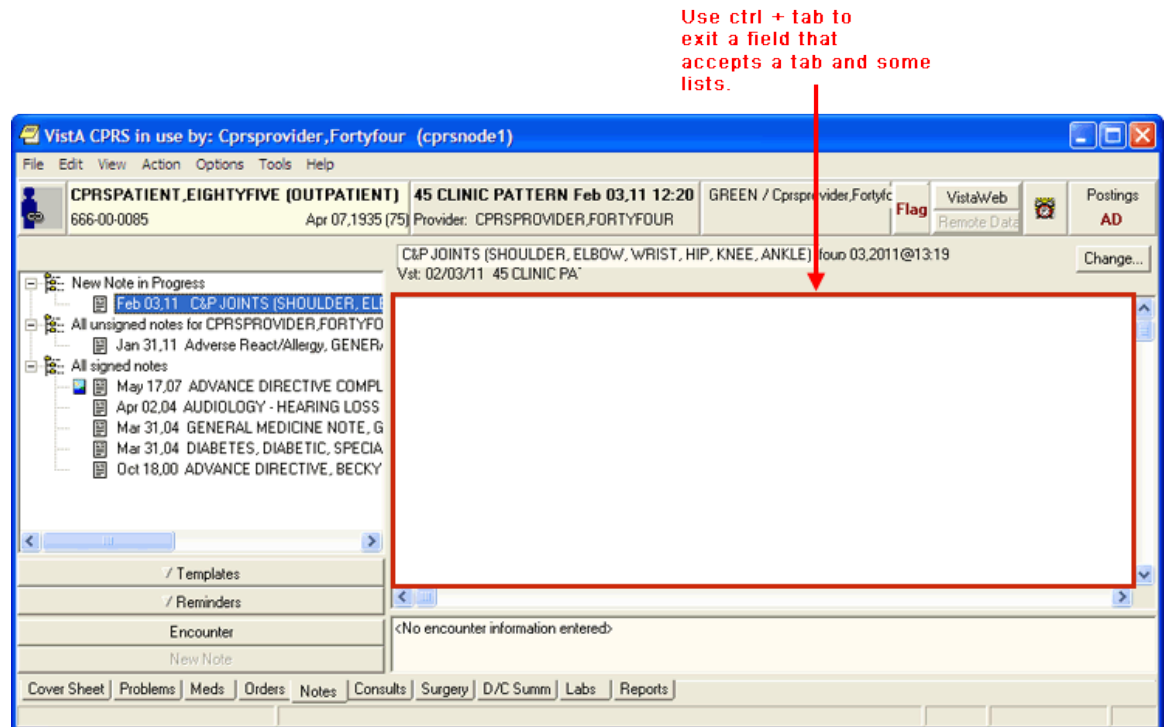 Use ctrl + tab to
exit a field that
accepts a tab and some
lists.
VistA CPRS in use by: Cprsprovider,Fortyfour (cprsnode1)
File Edit View Action Options Tools Help
CPRSPATIENT,EIGHTYFIVE (OUTPATIENT) 45 CLINIC PATTERN Feb 03,11 12:20 GREEN / Cprsprovider,Fortyfc Flag VistaWeb Postings
666-00-0085 Apr 07,1935 (75) Provider: CPRSPROVIDER,FORTYFOUR Remote Data AD
C&P JOINTS (SHOULDER, ELBOW, WRIST, HIP, KNEE, ANKLE) 03,2011@13:19 Change...
Vst: 02/03/11 45 CLINIC PA
New Note in Progress
Feb 03,11 C&P JOINTS (SHOULDER, ELE
All unsigned notes for CPRSPROVIDER,FORTYFO
Jan 31,11 Adverse React/Allergy, GENER
All signed notes
May 17,07 ADVANCE DIRECTIVE COMPL
Apr 02,04 AUDIOLOGY - HEARING LOSS
Mar 31,04 GENERAL MEDICINE NOTE, G
Mar 31,04 DIABETES, DIABETIC, SPECIA
Oct 18,00 ADVANCE DIRECTIVE, BECKY
/ Templates
/ Reminders
Encounter
New Note
<No encounter information entered>
Cover Sheet Problems Meds Orders Notes Consults Surgery D/C Summ Labs Reports